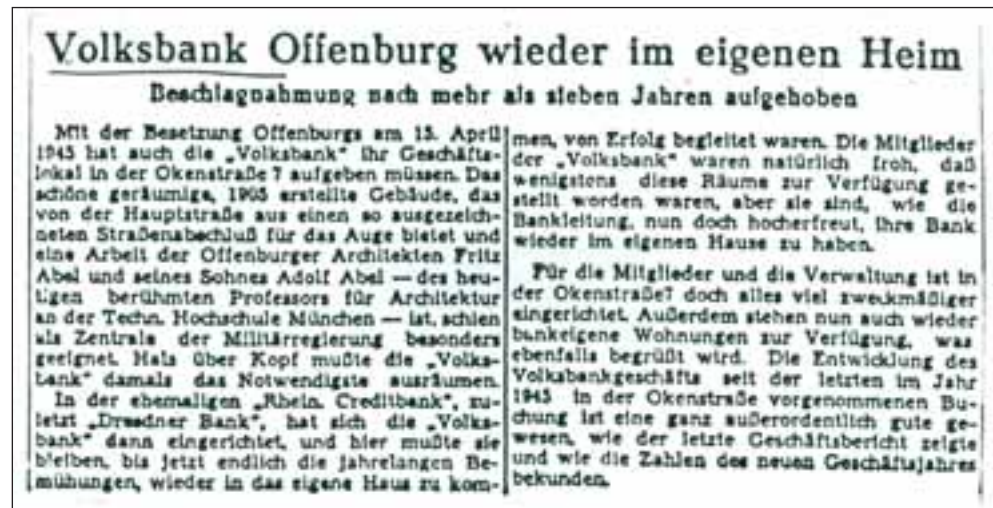 Volksbank Offenburg wieder im eigenen Heim
Beschlagnahmung nach mehr als sieben Jahren aufgehoben
Mit der Besetzung Offenburgs am 15. April
1945 hat auch die „Volksbank" ihr Geschäfts-
lokal in der Okenstraße 7 aufgeben müssen. Das
schöne geräumige, 1905 erstellte Gebäude, das
von der Hauptstraße aus einen so ausgezeich-
neten Straßenabschluß für das Auge bietet und
eine Arbeit der Offenburger Architekten Fritz
Abel und seines Sohnes Adolf Abel — des heu-
tigen berühmten Professors für Architektur
an der Techn. Hochschule München — ist, schien
als Zentrale der Militärregierung besonders
geeignet. Hals über Kopf mußte die „Volks-
bank" damals das Notwendigste ausräumen.
In der ehemaligen „Rhein. Creditbank", zu-
letzt „Dresdner Bank", hat sich die „Volks-
bank" dann eingerichtet, und hier mußte sie
bleiben, bis jetzt endlich die jahrelangen Be-
mühungen, wieder in das eigene Haus zu kom-
men, von Erfolg begleitet waren. Die Mitglieder
der „Volksbank" waren natürlich froh, daß
wenigstens diese Räume zur Verfügung ge-
stellt worden waren, aber sie sind, wie die
Bankleitung, nun doch hocherfreut, ihre Bank
wieder im eigenen Hause zu haben.
Für die Mitglieder und die Verwaltung ist in
der Okenstraße7 doch alles viel zweckmäßiger
eingerichtet. Außerdem stehen nun auch wieder
bankeigene Wohnungen zur Verfügung, was
ebenfalls begrüßt wird. Die Entwicklung des
Volksbankgeschäfts seit der letzten im Jahr
1945 in der Okenstraße vorgenommenen Bu-
chung ist eine ganz außerordentlich gute ge-
wesen, wie der letzte Geschäftsbericht zeigte
und wie die Zahlen des neuen Geschäftsjahres
bekunden.